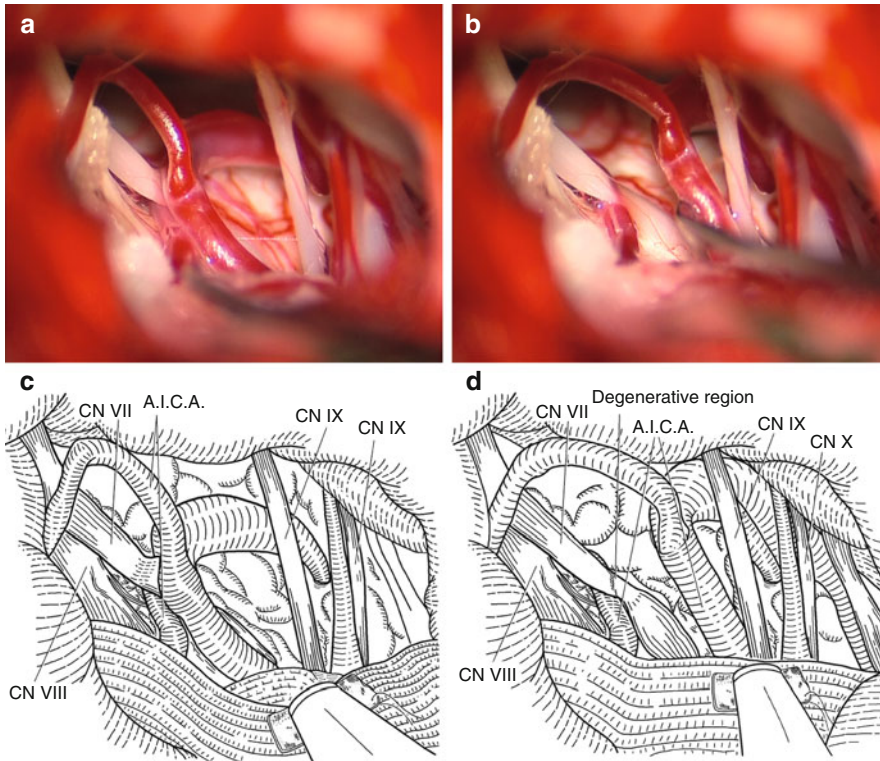 a
b
c
CN VII
A.I.C.A.
CN IX
CN IX
CN VIII
d
Degenerative region
CN VII
A.I.C.A.
CN IX
CN X
CN VIII